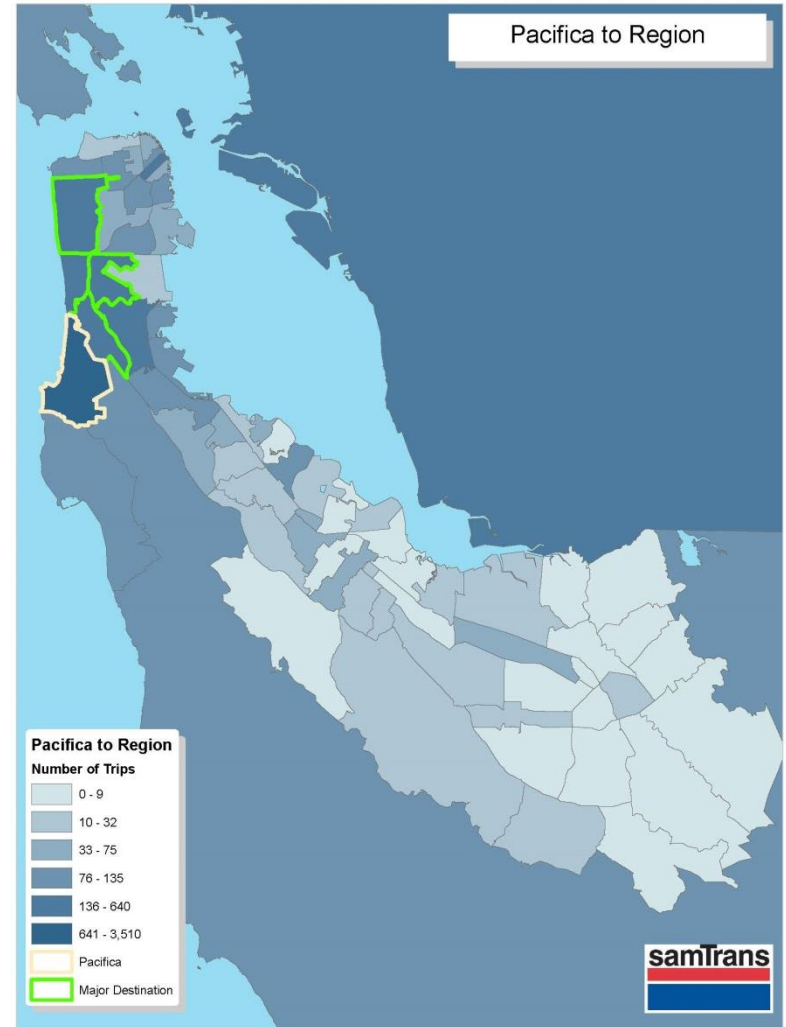 Pacifica to Region
Pacifica to Region
Number of Trips
0 - 9
10 - 32
33 - 75
76 - 135
136 - 640
641 - 3,510
Pacifica
Major Destination
samTrans